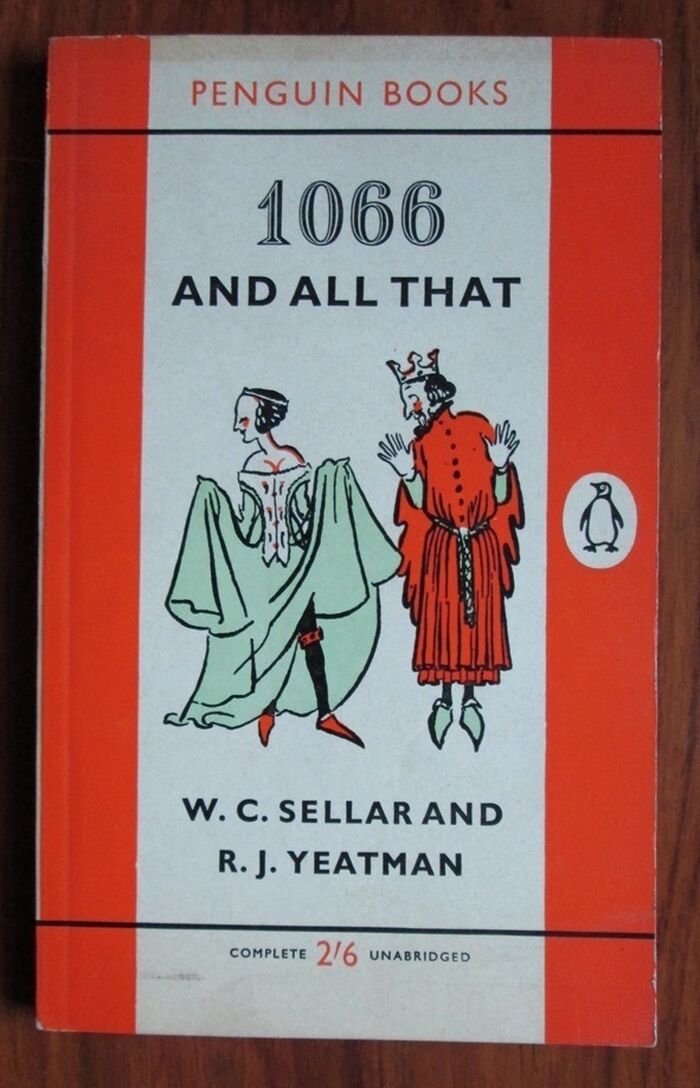 PENGUIN BOOKS
1066
AND ALL THAT
W. C. SELLAR AND
R. J. YEATMAN
COMPLETE 2/6 UNABRIDGED